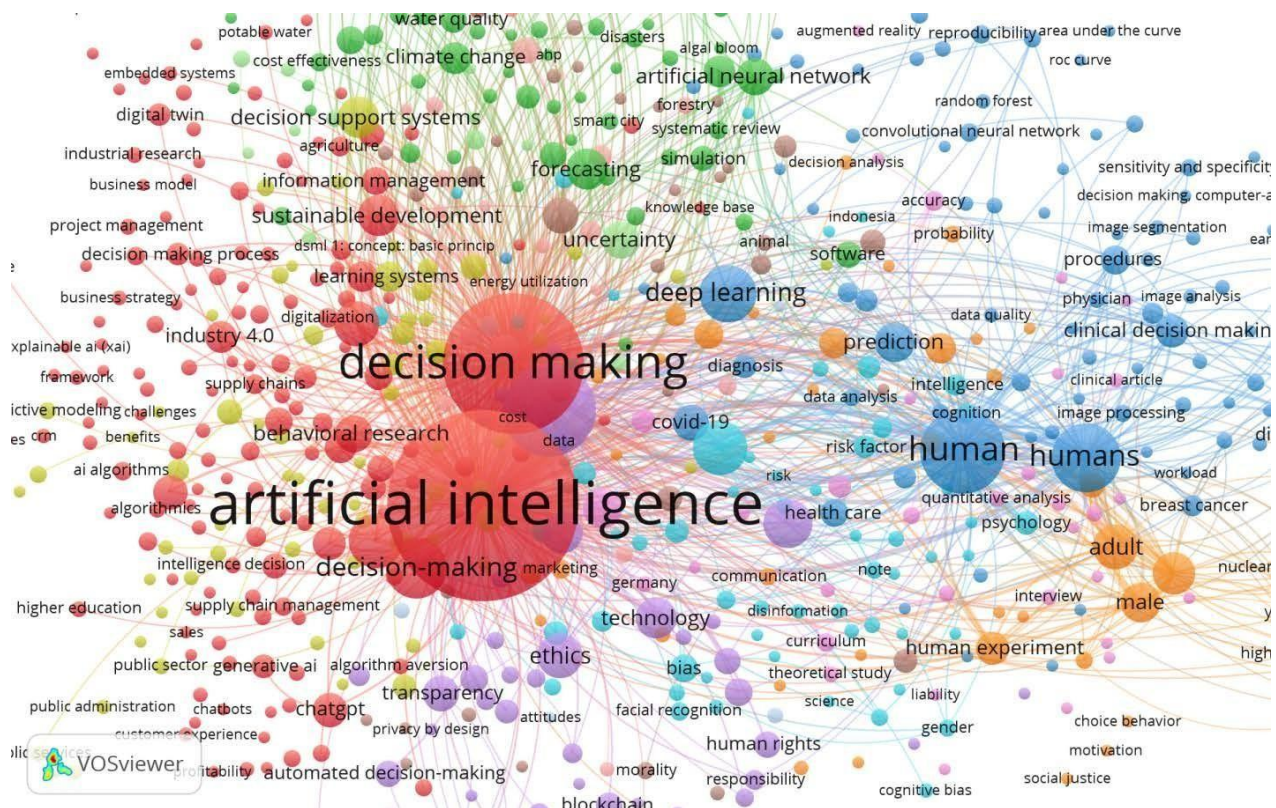 water quality
potable water
disasters
augmented reality
reproducibility
area under the curve
cost effectiveness
climate change
ahp
algal bloom
roc curve
embedded systems
artificial neural network
digital twin
decision support systems
forestry
random forest
smart city
systematic review
convolutional neural network
agriculture
industrial research
forecasting
simulation
decision analysis
sensitivity and specificity
business model
information management
decision making, computer-a
knowledge base
accuracy
project management
sustainable development
indonesia
image segmentation
uncertainty
animal
probability
ear
decision making process
dsml 1: concept: basic princip
software
procedures
learning systems
energy utilization
business strategy
deep learning
physician
image analysis
digitalization
data quality
industry 4.0
prediction
clinical decision makin
xplainable ai (xai)
decision making
diagnosis
framework
supply chains
intelligence
clinical article
data analysis
ictive modeling
challenges
cost
covid-19
cognition
image processing
es
crm
benefits
behavioral research
data
risk factor
human
humans
di
ai algorithms
risk
workload
artificial intelligence
quantitative analysis
algorithmics
health care
psychology
breast cancer
adult
intelligence decision
decision-making
marketing
germany
communication
note
nuclear
higher education
supply chain management
disinformation
interview
male
technology
y
sales
curriculum
human experiment
public sector
generative ai
algorithm aversion
ethics
bias
theoretical study
high
transparency
public administration
chatbots
chatgpt
attitudes
facial recognition
science
liability
privacy by design
gender
choice behavior
customer experience
human rights
motivation
VOSviewer
profitability
automated decision-making
morality
responsibility
social justice
cognitive bias
blockchain